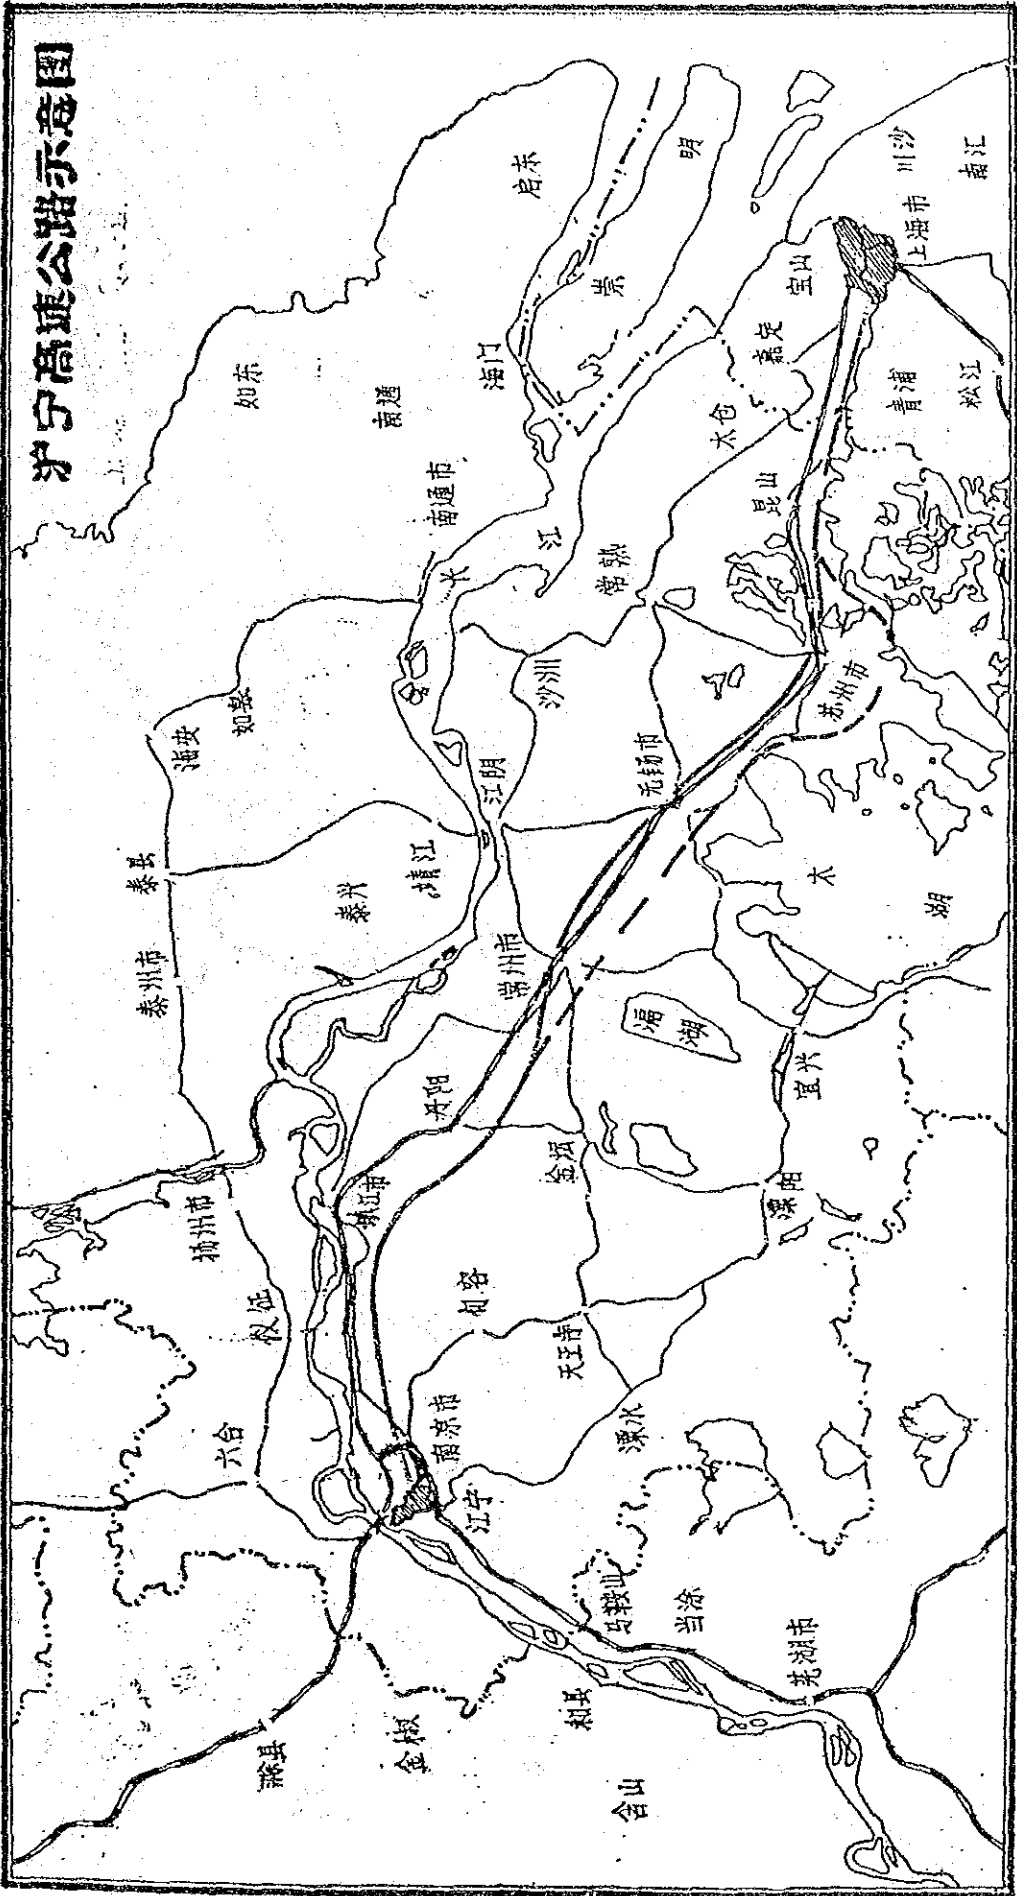 沪宁高速公路示意图
如东
启东
南通
海门
崇
明
南通市
长
江
川沙
南汇
上海市
宝山
嘉定
太仓
青浦
松江
昆山
常熟
沙洲
苏州市
无锡市
江阴
靖江
泰兴
如皋
海安
泰县
泰州市
常州市
太
湖
滆
湖
宜兴
丹阳
金坛
溧阳
镇江市
扬州市
仪征
句容
天王寺
六合
南京市
溧水
江宁
马鞍山
当涂
芜湖市
和县
含山
全椒
滁县